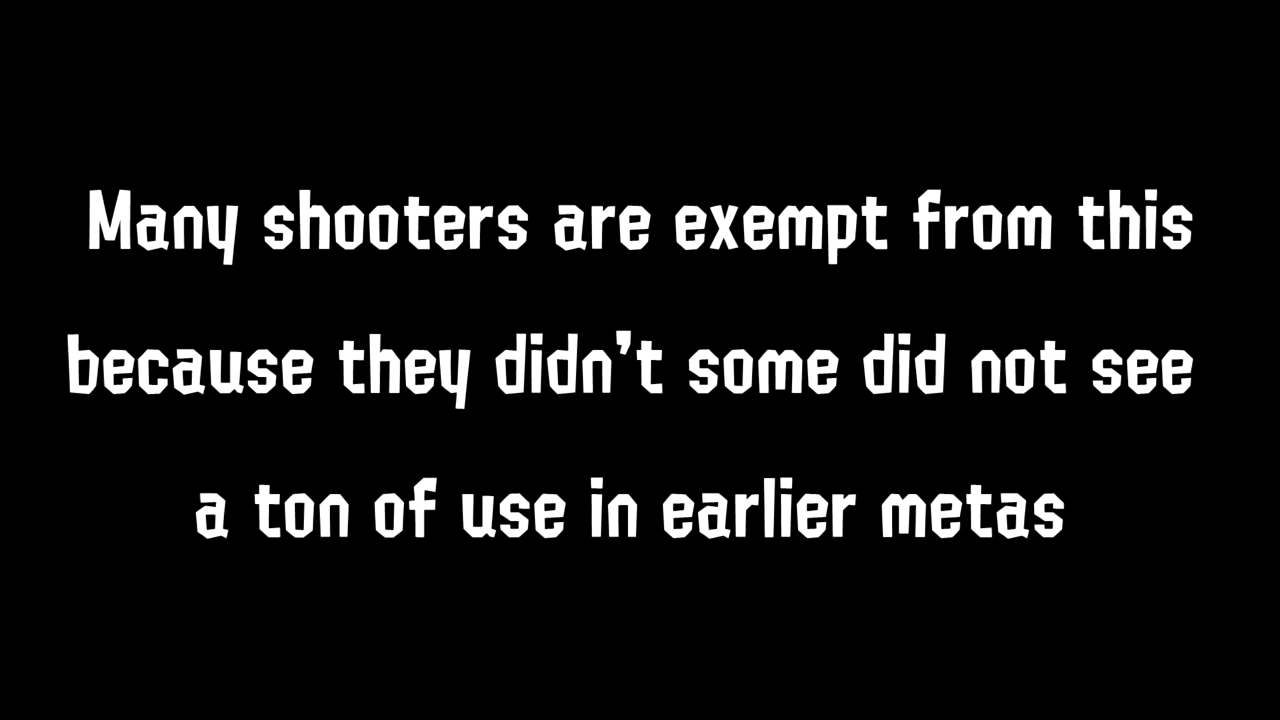 Many shooters are exempt from this
because they didn't some did not see
a ton of use in earlier metas